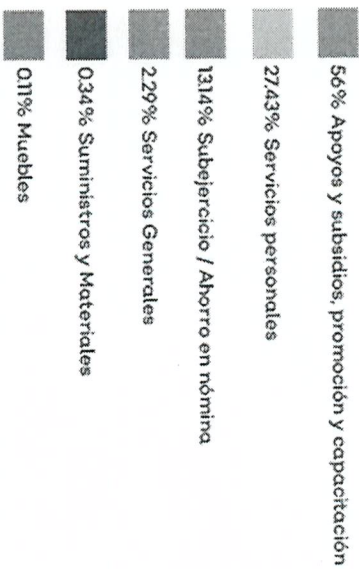 56% Apoyos y subsidios, promoción y capacitación
27.43% Servicios personales
13.14% Subejercicio / Ahorro en nómina
2.29% Servicios Generales
0.34% Suministros y Materiales
0.11% Muebles